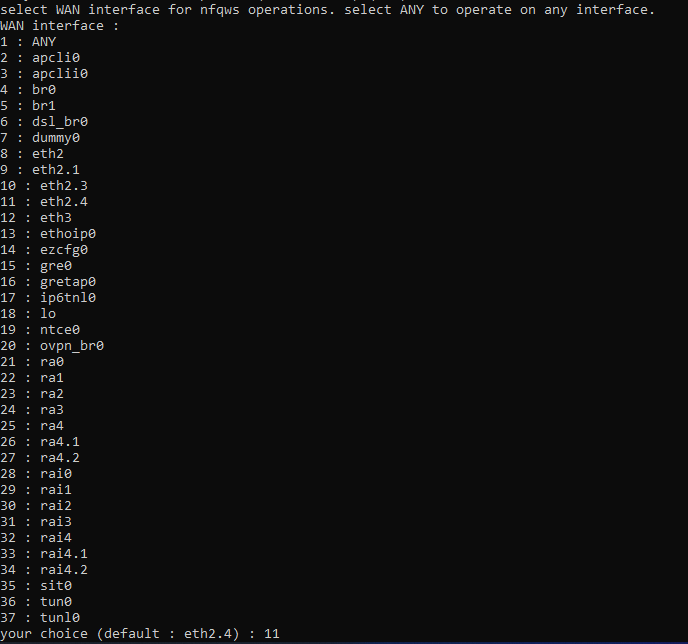 select WAN interface for nfqws operations. select ANY to operate on any interface.
WAN interface :
1 : ANY
2 : apcli0
3 : apclii0
4 : br0
5 : br1
6 : dsl_br0
7 : dummy0
8 : eth2
9 : eth2.1
10 : eth2.3
11 : eth2.4
12 : eth3
13 : ethoip0
14 : ezcfg0
15 : gre0
16 : gretap0
17 : ip6tnl0
18 : lo
19 : ntce0
20 : ovpn_br0
21 : ra0
22 : ra1
23 : ra2
24 : ra3
25 : ra4
26 : ra4.1
27 : ra4.2
28 : rai0
29 : rai1
30 : rai2
31 : rai3
32 : rai4
33 : rai4.1
34 : rai4.2
35 : sit0
36 : tun0
37 : tunl0
your choice (default : eth2.4) : 11